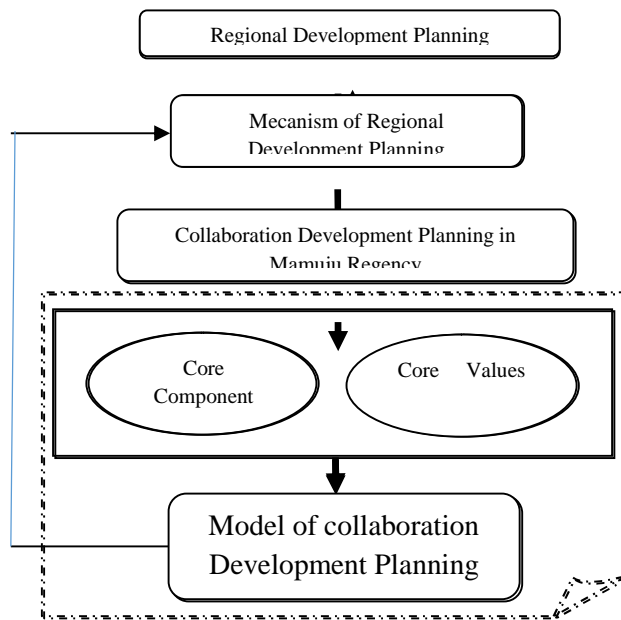 Regional Development Planning
Mecanism of Regional
Development Planning
Collaboration Development Planning in
Mamuju Regency
Core
Component
Core Values
Model of collaboration
Development Planning